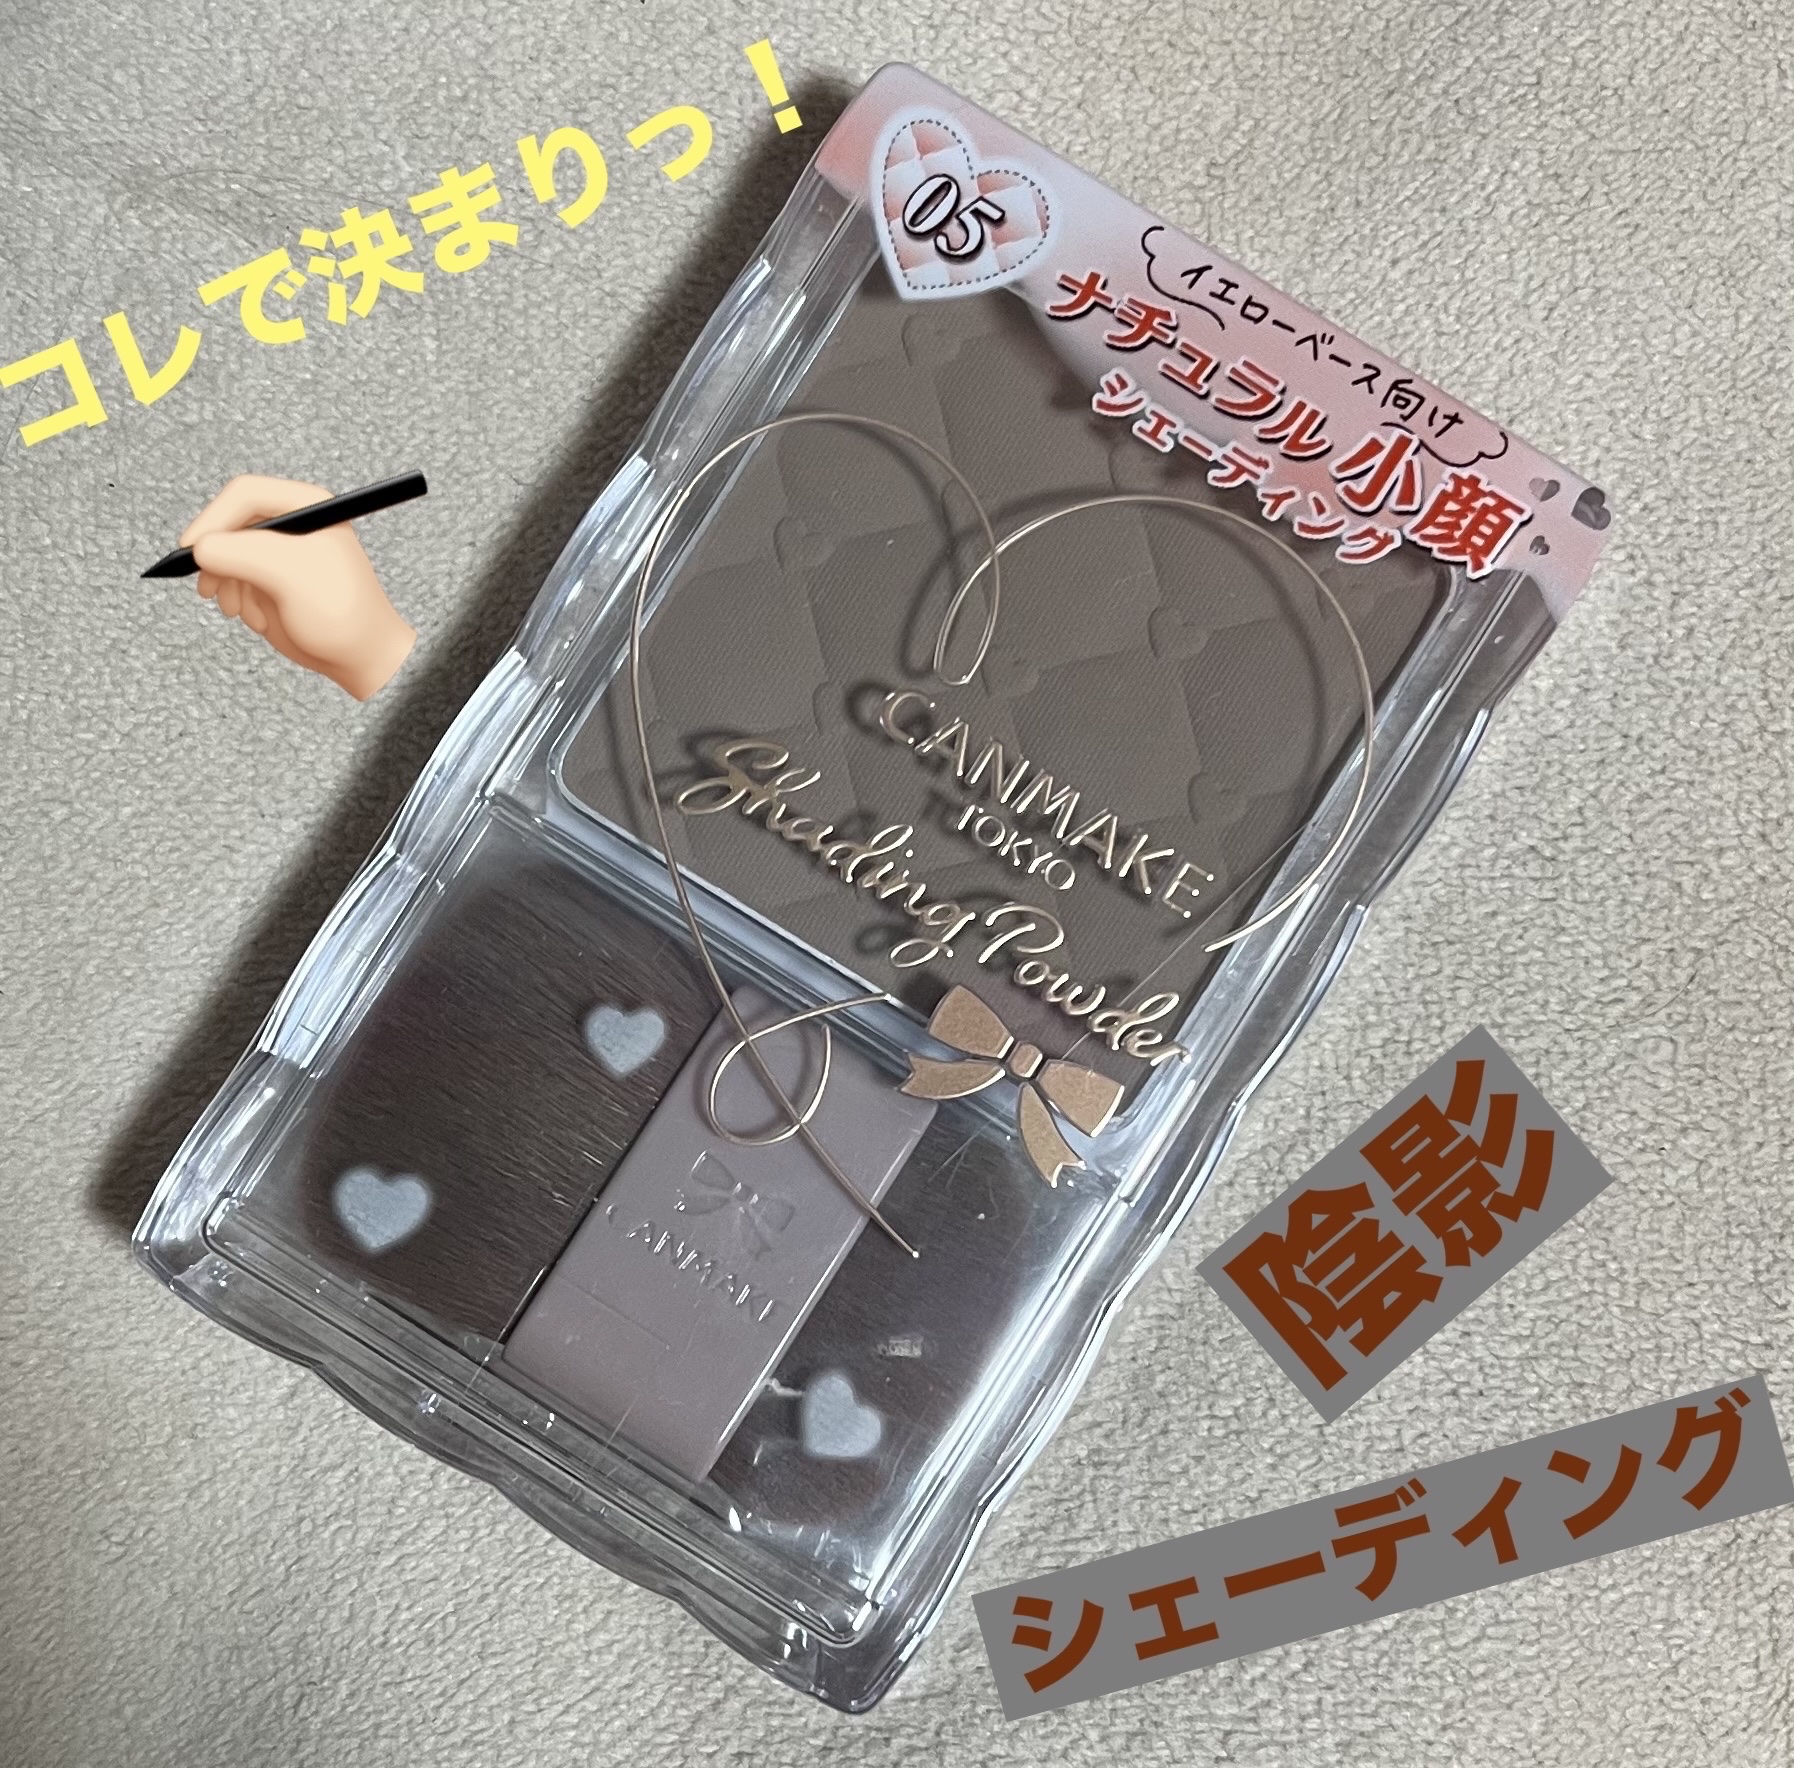 コレで決まりっ！
05
イエローベース向け
ナチュラル小顔
シェーディング
CANMAKE
TOKYO
Shading Powder
CANMAKE
陰影
シェーディング